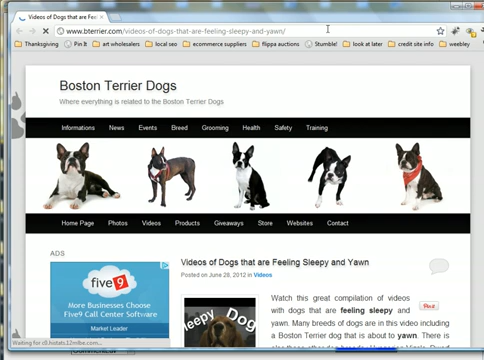 Videos of Dogs that are Fee
www.bterrier.com/videos-of-dogs-that-are-feeling-sleepy-and-yawn/
Thanksgiving Pin It art wholesalers local seo ecommerce suppliers flippa auctions Stumble! look at later credit site info weebley
Boston Terrier Dogs
Where everything is related to the Boston Terrier Dogs
Informations News Events Breed Grooming Health Safety Training
Home Page Photos Videos Products Giveaways Store Websites Contact
ADS
five9
More Businesses Choose
Five9 Call Center Software
Market Leader
Videos of Dogs that are Feeling Sleepy and Yawn
Posted on June 28, 2012 in Videos
Sleepy Dogs
Watch this great compilation of videos
with dogs that are feeling sleepy and
yawn. Many breeds of dogs are in this video including
a Boston Terrier dog that is about to yawn. There is
Pin it
Waiting for